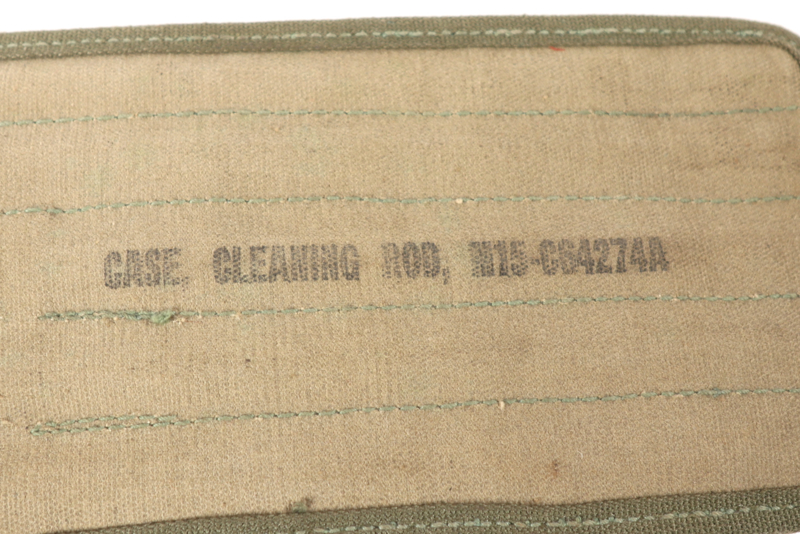 CASE, CLEANING ROD, M15-C64274A